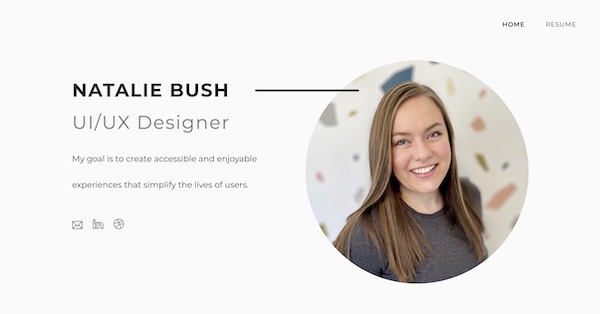 HOME RESUME
NATALIE BUSH
UI/UX Designer
My goal is to create accessible and enjoyable
experiences that simplify the lives of users.
in